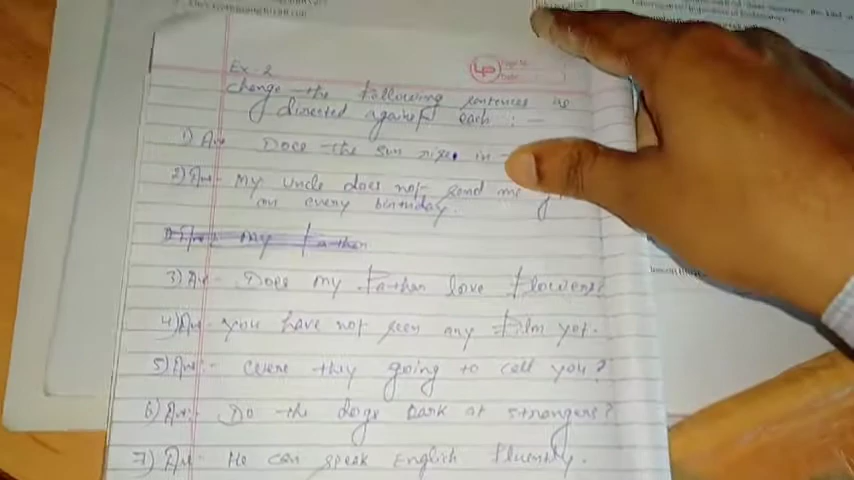 Ex-2
Change the following sentences as
directed against each :-
1) Ans Does the sun rise in
2) Ans- My uncle does not send me
on every birthday.
My Father
3) Ans- Does my Father love flowers?
4) Ans- you have not seen any Film yet.
5) Ans:- Were they going to call you?
6) Ans:- Do the dogs bark at strangers?
7) Ans- He can speak English fluently.